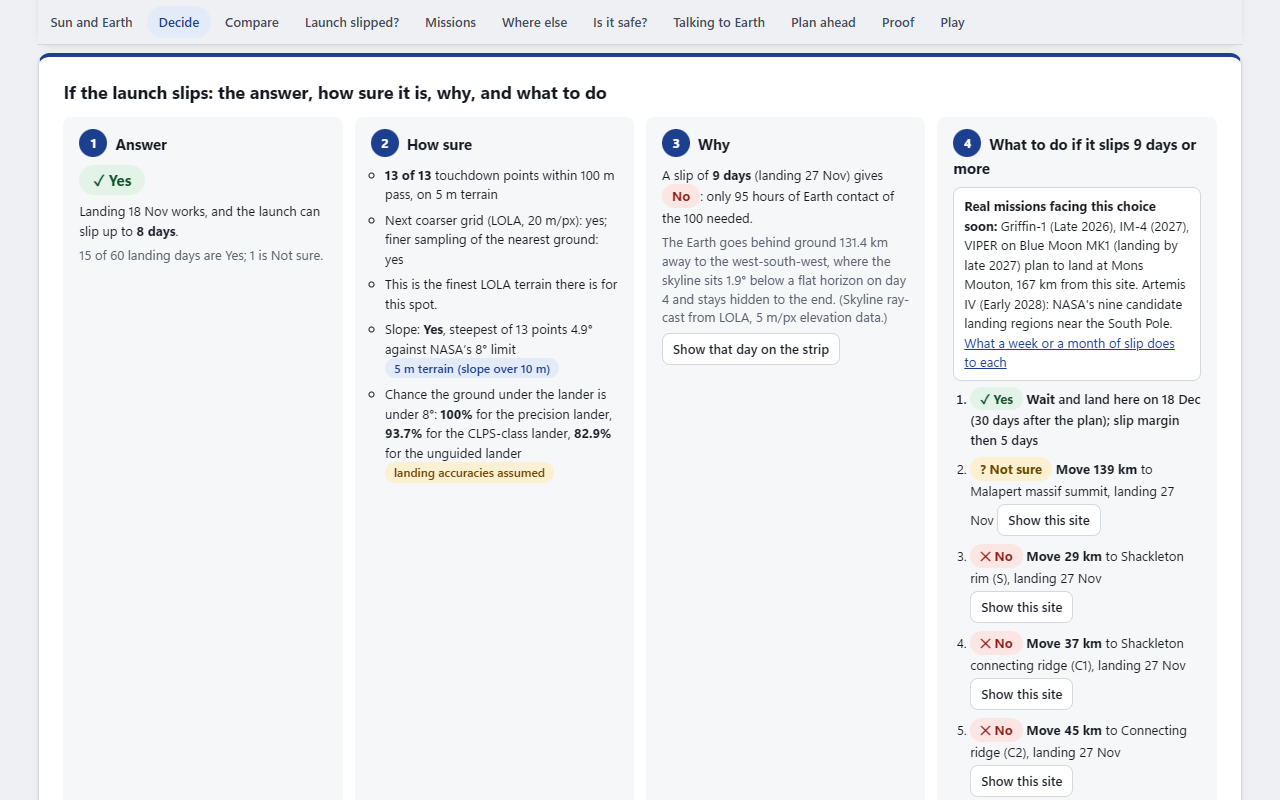 Sun and Earth Decide Compare Launch slipped? Missions Where else Is it safe? Talking to Earth Plan ahead Proof Play
If the launch slips: the answer, how sure it is, why, and what to do
1 Answer
✓ Yes
Landing 18 Nov works, and the launch can
slip up to 8 days.
15 of 60 landing days are Yes; 1 is Not sure.
2 How sure
13 of 13 touchdown points within 100 m
pass, on 5 m terrain
Next coarser grid (LOLA, 20 m/px): yes;
finer sampling of the nearest ground:
yes
This is the finest LOLA terrain there is for
this spot.
Slope: Yes, steepest of 13 points 4.9°
against NASA's 8° limit
5 m terrain (slope over 10 m)
Chance the ground under the lander is
under 8°: 100% for the precision lander,
93.7% for the CLPS-class lander, 82.9%
for the unguided lander
landing accuracies assumed
3 Why
A slip of 9 days (landing 27 Nov) gives
No : only 95 hours of Earth contact of
the 100 needed.
The Earth goes behind ground 131.4 km
away to the west-south-west, where the
skyline sits 1.9° below a flat horizon on day
4 and stays hidden to the end. (Skyline ray-
cast from LOLA, 5 m/px elevation data.)
Show that day on the strip
4 What to do if it slips 9 days or
more
Real missions facing this choice
soon: Griffin-1 (Late 2026), IM-4 (2027),
VIPER on Blue Moon MK1 (landing by
late 2027) plan to land at Mons
Mouton, 167 km from this site. Artemis
IV (Early 2028): NASA's nine candidate
landing regions near the South Pole.
What a week or a month of slip does
to each
1. ✓ Yes Wait and land here on 18 Dec
(30 days after the plan); slip margin
then 5 days
2. ? Not sure Move 139 km to
Malapert massif summit, landing 27
Nov Show this site
3. ✕ No Move 29 km to Shackleton
rim (S), landing 27 Nov
Show this site
4. ✕ No Move 37 km to Shackleton
connecting ridge (C1), landing 27 Nov
Show this site
5. ✕ No Move 45 km to Connecting
ridge (C2), landing 27 Nov
Show this site